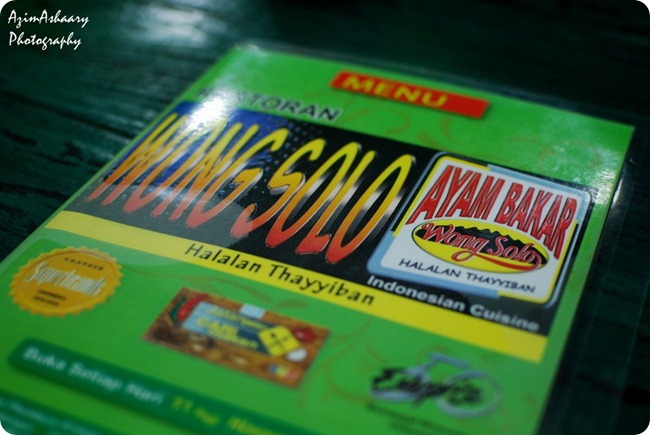 AzimAshaary
Photography
MENU
RESTORAN
WONG SOLO
Halalan Thayyiban
AYAM BAKAR
Wong Solo
HALALAN THAYYIBAN
Indonesian Cuisine
Buka Setiap Hari